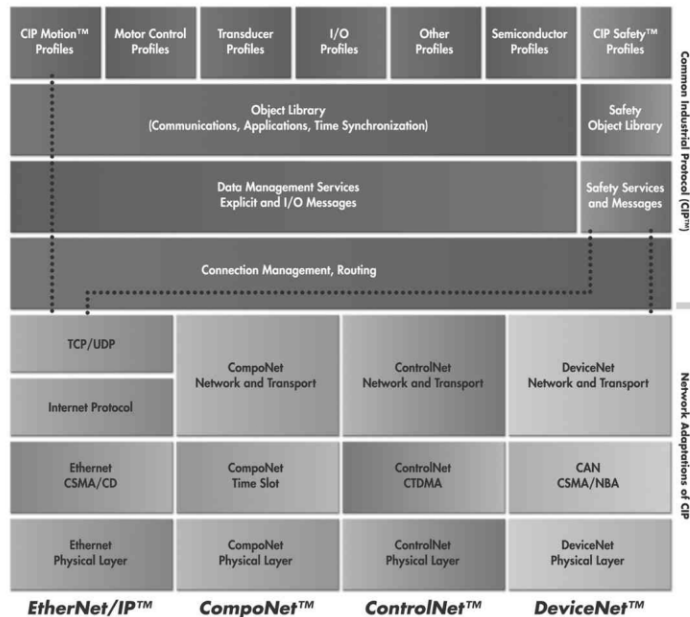 CIP Motion™
Profiles
Motor Control
Profiles
Transducer
Profiles
I/O
Profiles
Other
Profiles
Semiconductor
Profiles
CIP Safety™
Profiles
Object Library
(Communications, Applications, Time Synchronization)
Safety
Object Library
Data Management Services
Explicit and I/O Messages
Safety Services
and Messages
Connection Management, Routing
Common Industrial Protocol (CIP™)
TCP/UDP
Internet Protocol
CompoNet
Network and Transport
ControlNet
Network and Transport
DeviceNet
Network and Transport
Ethernet
CSMA/CD
CompoNet
Time Slot
ControlNet
CTDMA
CAN
CSMA/NBA
Ethernet
Physical Layer
CompoNet
Physical Layer
ControlNet
Physical Layer
DeviceNet
Physical Layer
Network Adaptations of CIP
EtherNet/IP™
CompoNet™
ControlNet™
DeviceNet™